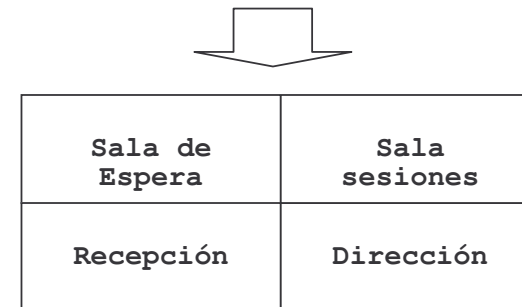 Sala de
Espera
Sala
sesiones
Recepción
Dirección